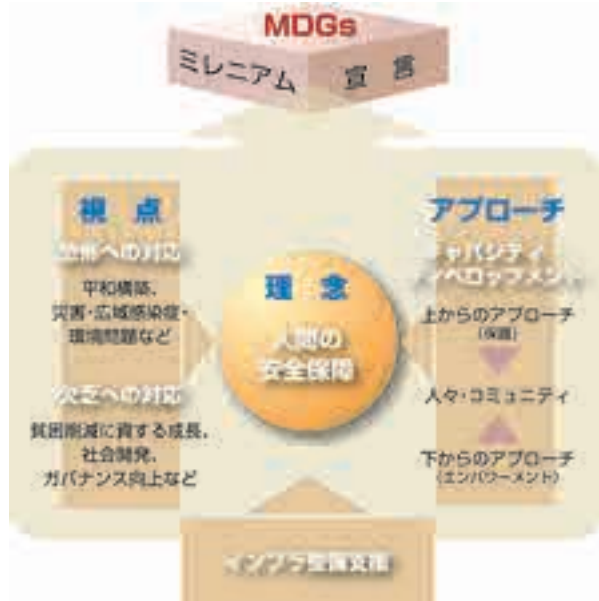 MDGs
ミレニアム 宣言
視点
恐怖への対応
平和構築、
災害・広域感染症・
環境問題など
欠乏への対応
貧困削減に資する成長、
社会開発、
ガバナンス向上など
理念
人間の
安全保障
アプローチ
キャパシティ
ディベロップメント
上からのアプローチ
(保護)
人々・コミュニティ
下からのアプローチ
(エンパワーメント)
インフラ整備支援